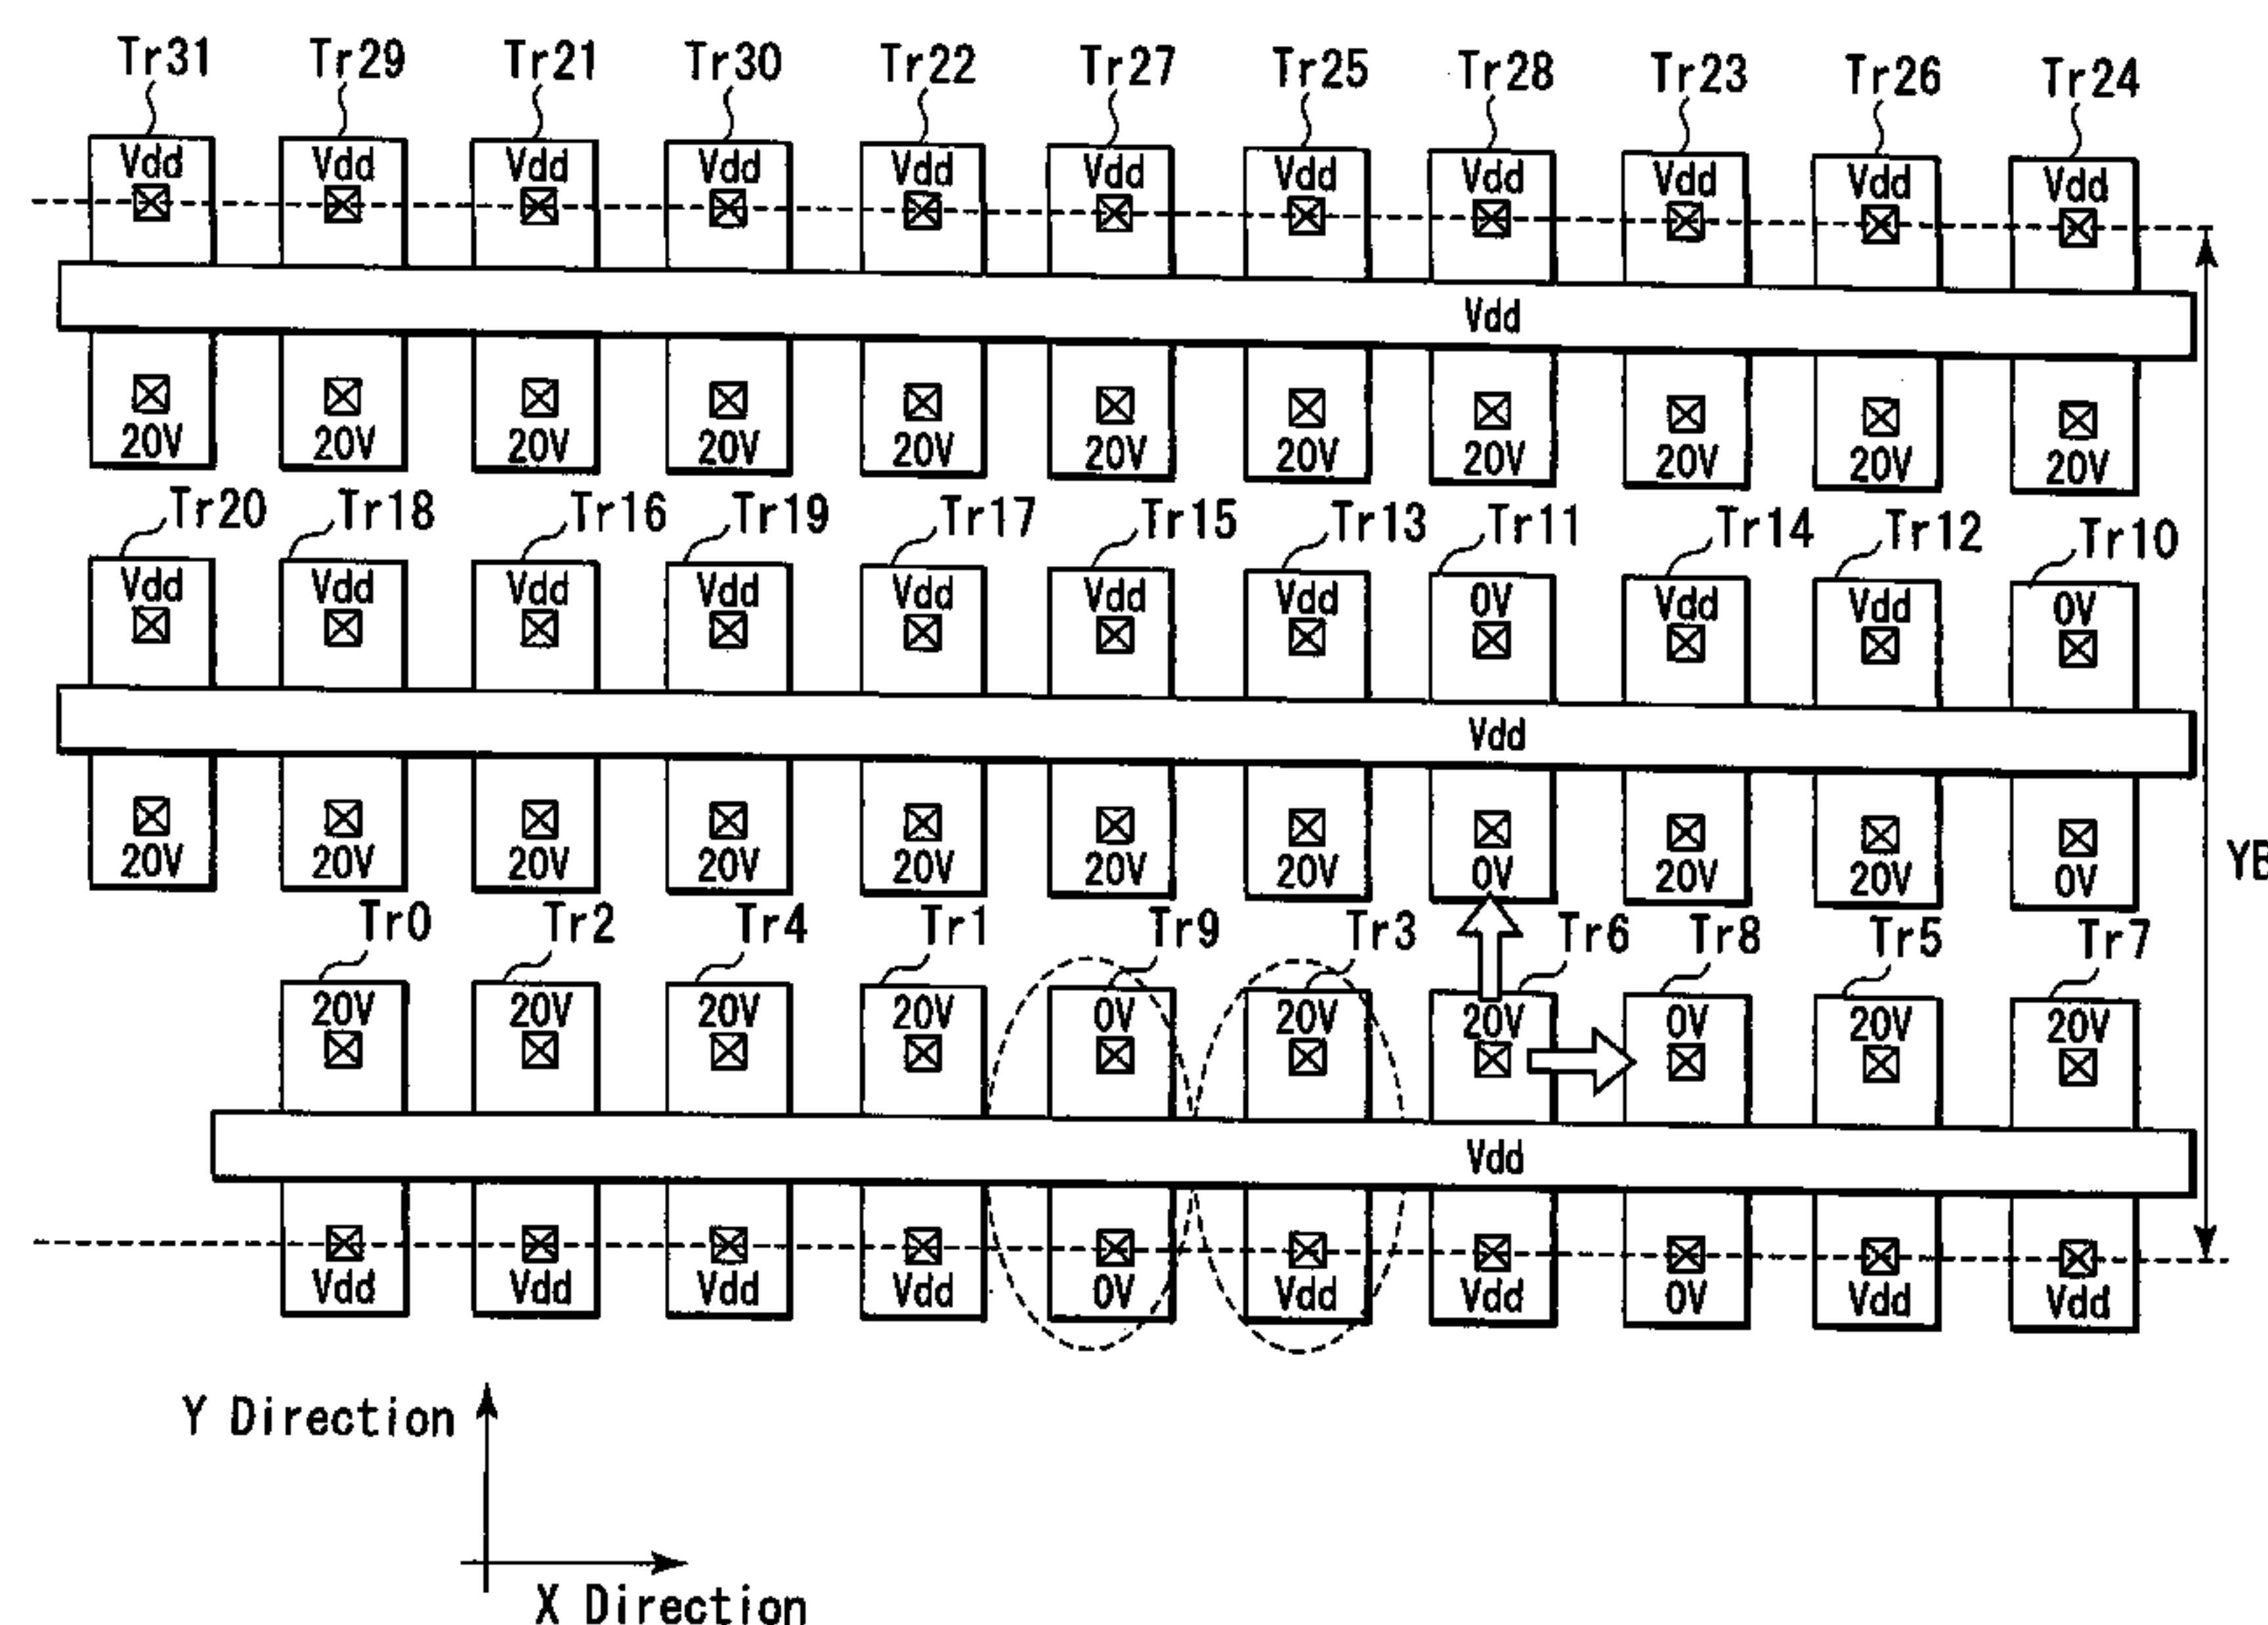 Tr31 Tr29 Tr21 Tr30 Tr22 Tr27 Tr25 Tr28 Tr23 Tr26 Tr24
Vdd Vdd Vdd Vdd Vdd Vdd Vdd Vdd Vdd Vdd Vdd
Vdd
20V 20V 20V 20V 20V 20V 20V 20V 20V 20V 20V
Tr20 Tr18 Tr16 Tr19 Tr17 Tr15 Tr13 Tr11 Tr14 Tr12 Tr10
Vdd Vdd Vdd Vdd Vdd Vdd Vdd 0V Vdd Vdd 0V
Vdd
20V 20V 20V 20V 20V 20V 20V 0V 20V 20V 0V
YB
Tr0 Tr2 Tr4 Tr1 Tr9 Tr3 Tr6 Tr8 Tr5 Tr7
20V 20V 20V 20V 0V 20V 20V 0V 20V 20V
Vdd
Vdd Vdd Vdd Vdd 0V Vdd Vdd 0V Vdd Vdd
Y Direction
X Direction